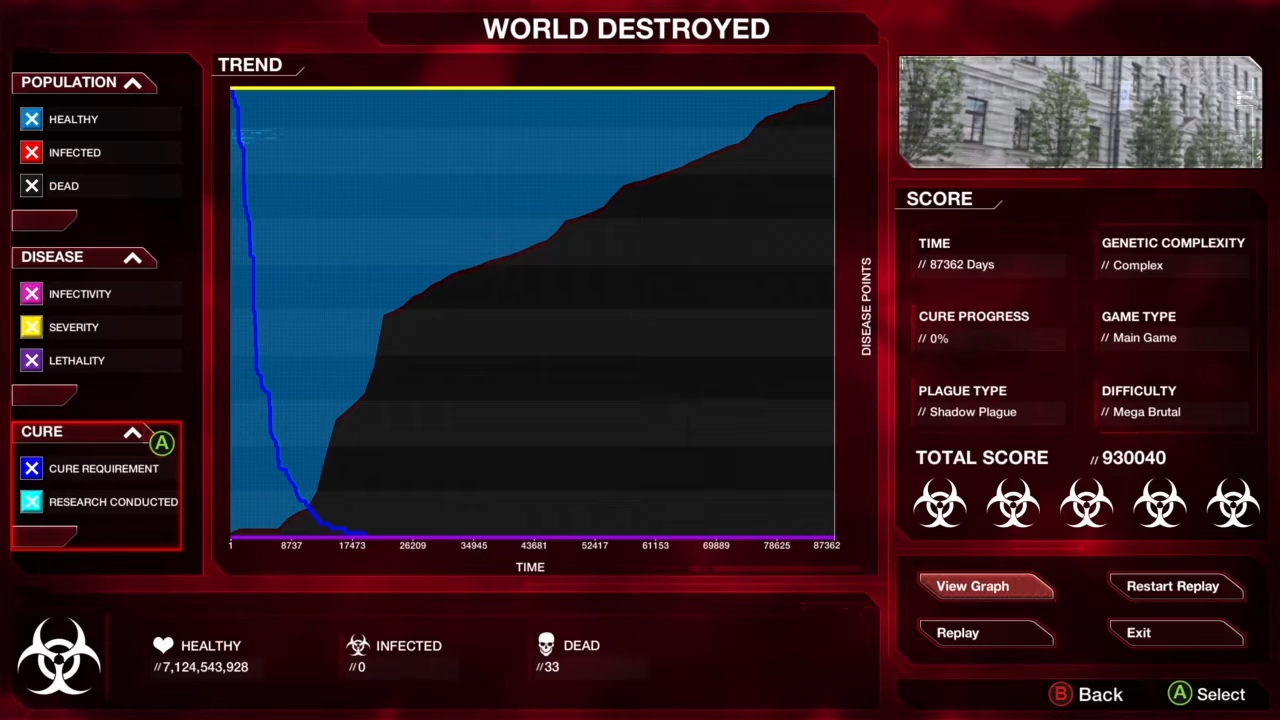 WORLD DESTROYED
POPULATION
HEALTHY
INFECTED
DEAD
DISEASE
INFECTIVITY
SEVERITY
LETHALITY
CURE
A
CURE REQUIREMENT
RESEARCH CONDUCTED
TREND
DISEASE POINTS
1 8737 17473 26209 34945 43681 52417 61153 69889 78625 87362
TIME
SCORE
TIME
// 87362 Days
GENETIC COMPLEXITY
// Complex
CURE PROGRESS
// 0%
GAME TYPE
// Main Game
PLAGUE TYPE
// Shadow Plague
DIFFICULTY
// Mega Brutal
TOTAL SCORE // 930040
View Graph
Restart Replay
Replay
Exit
HEALTHY
//7,124,543,928
INFECTED
//0
DEAD
//33
B Back
A Select